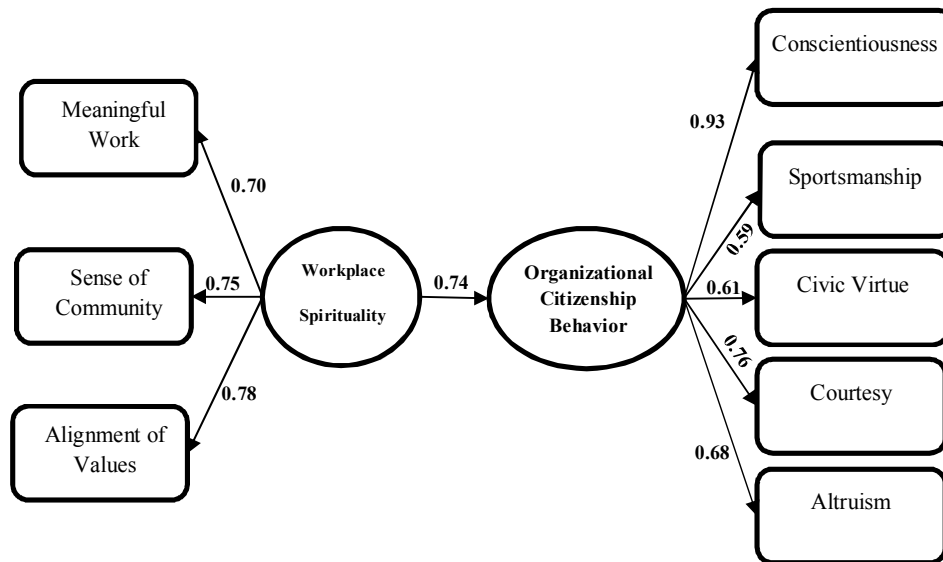 Meaningful
Work
0.70
Sense of
Community
0.75
Alignment of
Values
0.78
Workplace
Spirituality
0.74
Organizational
Citizenship
Behavior
Conscientiousness
0.93
Sportsmanship
0.59
Civic Virtue
0.61
Courtesy
0.76
Altruism
0.68